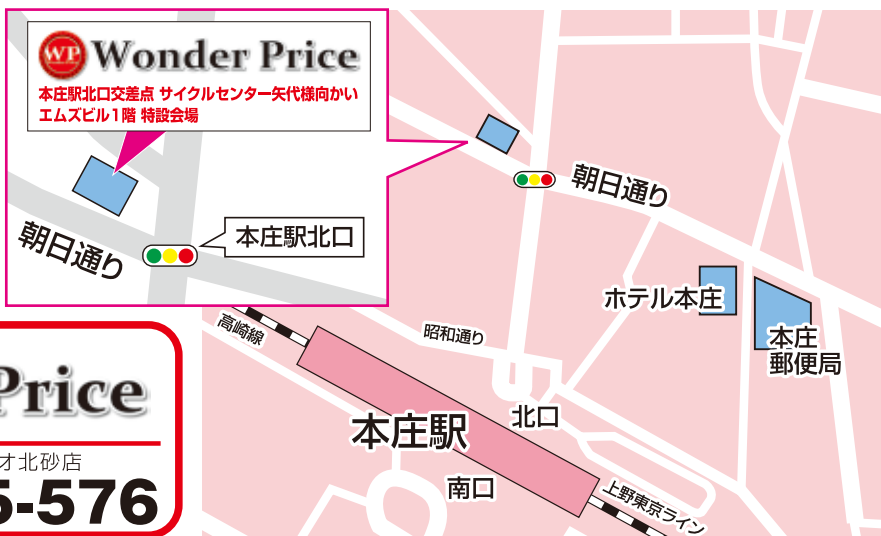 WP Wonder Price
本庄駅北口交差点 サイクルセンター矢代様向かい
エムズビル1階 特設会場
朝日通り
本庄駅北口
朝日通り
ホテル本庄
本庄
郵便局
高崎線
昭和通り
本庄駅
北口
南口
上野東京ライン
Price
オ北砂店
5-576